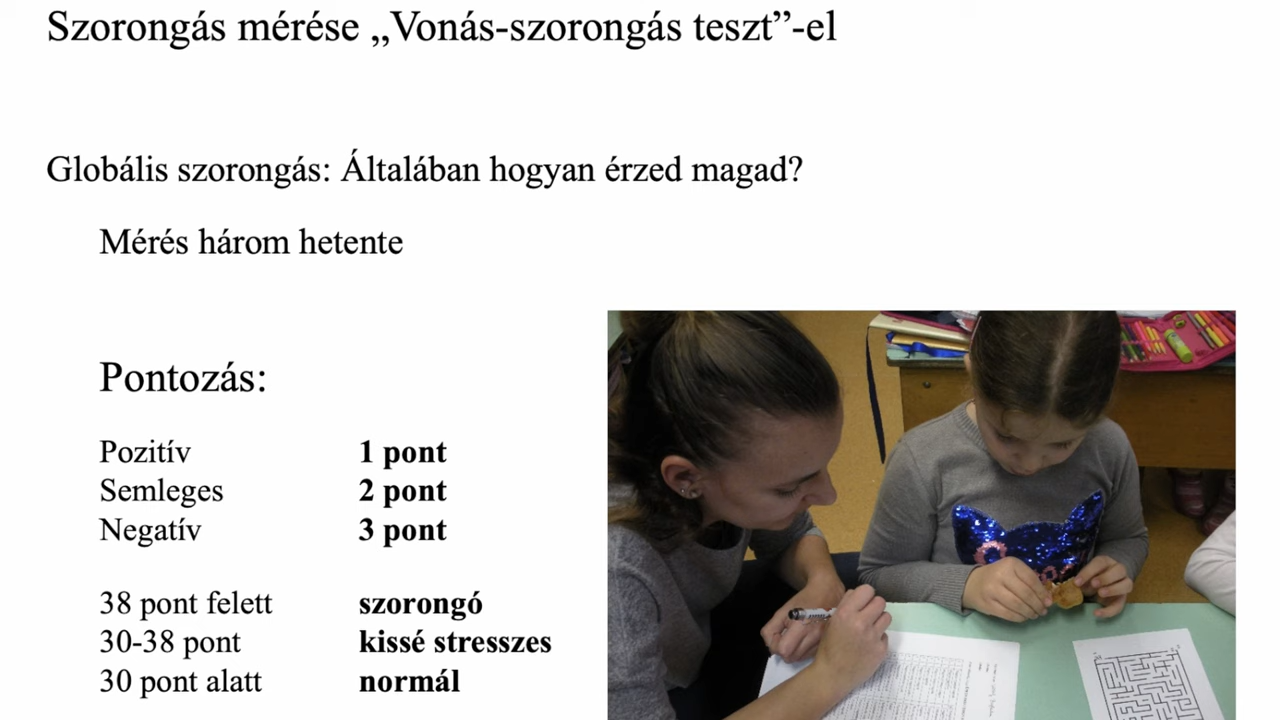 Szorongás mérése „Vonás-szorongás teszt”-el
Globális szorongás: Általában hogyan érzed magad?
Mérés három hetente
Pontozás:
Pozitív 1 pont
Semleges 2 pont
Negatív 3 pont
38 pont felett szorongó
30-38 pont kissé stresszes
30 pont alatt normál